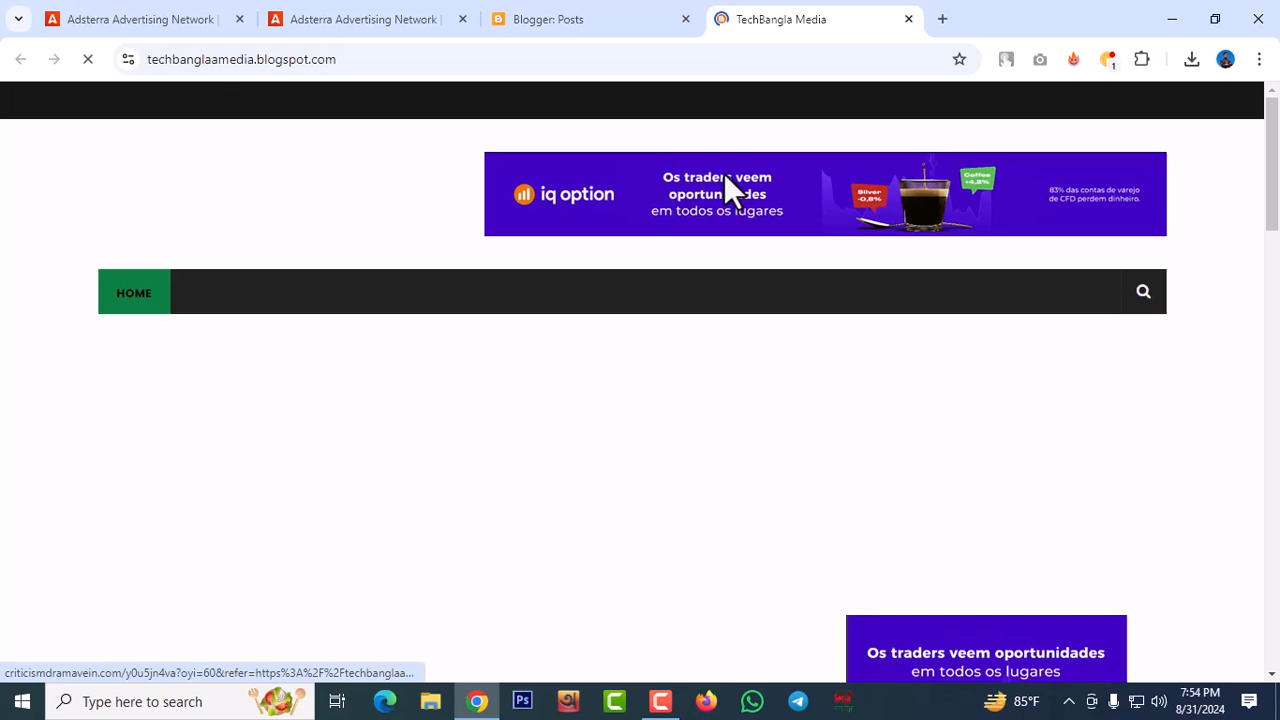 Adsterra Advertising Network |
Adsterra Advertising Network |
Blogger: Posts
TechBangla Media
techbanglaamedia.blogspot.com
1
iq option
Os traders veem
oportunidades
em todos os lugares
Silver
-0,8%
Coffee
+4,8%
83% das contas de varejo
de CFD perdem dinheiro.
HOME
Os traders veem oportunidades
em todos os lugares
criticismdramavein.com/y0u5jn4va?oyi=60&refer=https%3A%2F%2Ftechbanglaa...
Type here to search
Ps
85°F
7:54 PM
8/31/2024